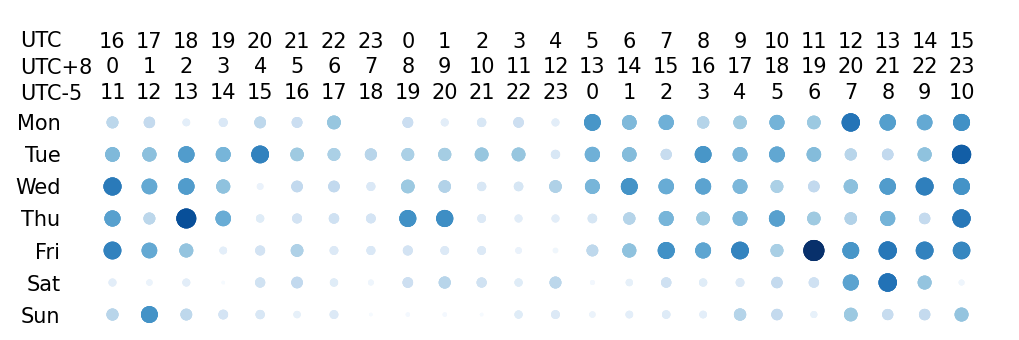 UTC 16 17 18 19 20 21 22 23 0 1 2 3 4 5 6 7 8 9 10 11 12 13 14 15
UTC+8 0 1 2 3 4 5 6 7 8 9 10 11 12 13 14 15 16 17 18 19 20 21 22 23
UTC-5 11 12 13 14 15 16 17 18 19 20 21 22 23 0 1 2 3 4 5 6 7 8 9 10
Mon
Tue
Wed
Thu
Fri
Sat
Sun